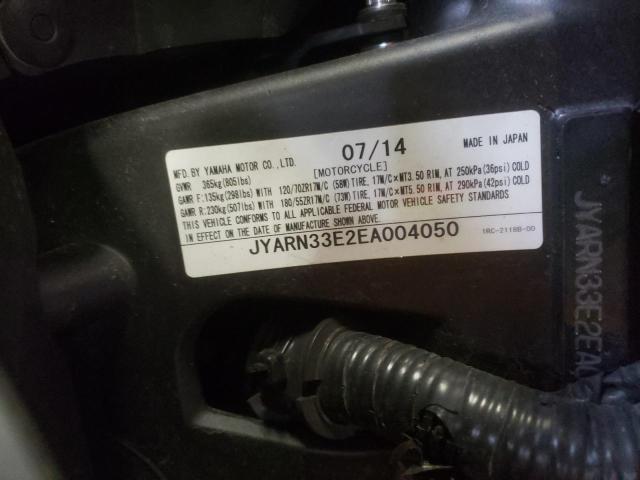 07/14 MADE IN JAPAN
MFD. BY YAMAHA MOTOR CO.,LTD. [MOTORCYCLE]
GVWR 365kg(805lbs)
GAWR F:135kg(298lbs)WITH 120/70ZR17M/C (58W)TIRE, 17M/C×MT3.50 RIM, AT 250kPa(36psi)COLD
GAWR R:230kg(507lbs)WITH 180/55ZR17M/C (73W)TIRE, 17M/C×MT5.50 RIM, AT 290kPa(42psi)COLD
THIS VEHICLE CONFORMS TO ALL APPLICABLE FEDERAL MOTOR VEHICLE SAFETY STANDARDS
IN EFFECT ON THE DATE OF MANUFACTURE SHOWN ABOVE.
JYARN33E2EA004050 1RC-2118B-00
JYARN33E2EA0